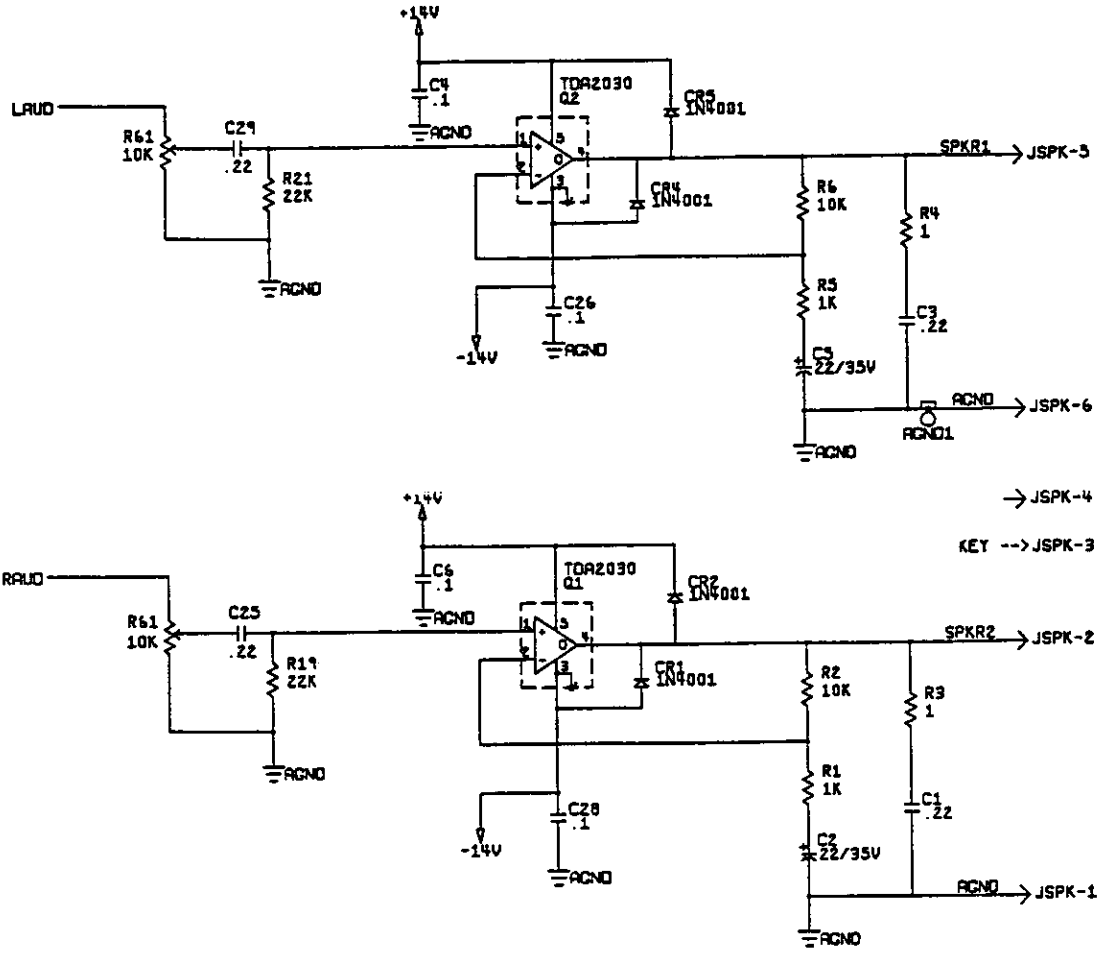 +14V
TDA2030
Q2
C4
.1
CR5
1N4001
LAUD
R61
10K
C29
.22
AGND
1
5
+
O
4
2
-
3
SPKR1
JSPK-5
R21
22K
CR4
1N4001
R6
10K
R4
1
AGND
C26
.1
R5
1K
-14V
AGND
C3
.22
C5
+
22/35V
AGND
JSPK-6
AGND1
AGND
+14V
JSPK-4
KEY -->JSPK-3
TDA2030
Q1
C6
.1
CR2
1N4001
RAUD
R61
10K
C25
.22
AGND
1
5
+
O
4
2
-
3
SPKR2
JSPK-2
R19
22K
CR1
1N4001
R2
10K
R3
1
AGND
R1
1K
C28
.1
-14V
C1
.22
C2
+
22/35V
AGND
AGND
JSPK-1
AGND